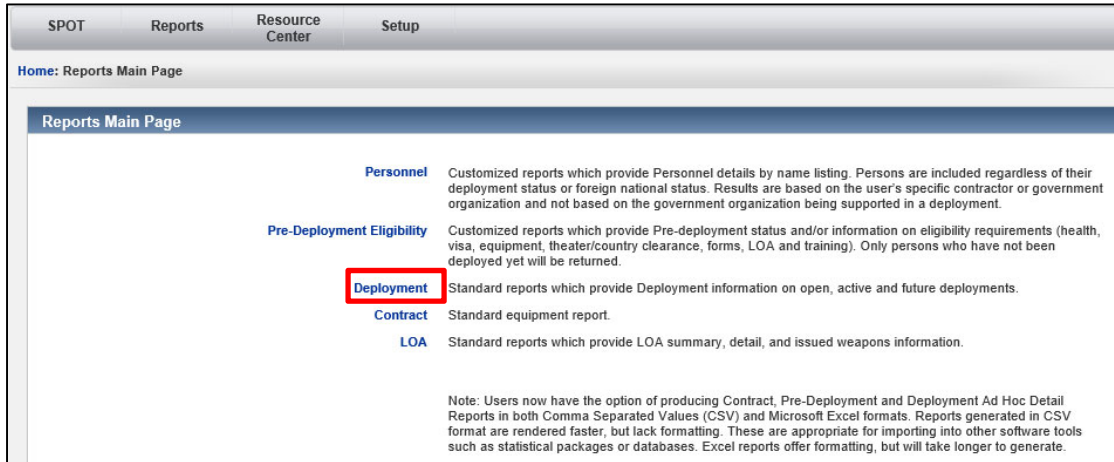 SPOT Reports Resource Center Setup
Home: Reports Main Page
Reports Main Page
Personnel Customized reports which provide Personnel details by name listing. Persons are included regardless of their
deployment status or foreign national status. Results are based on the user's specific contractor or government
organization and not based on the government organization being supported in a deployment.
Pre-Deployment Eligibility Customized reports which provide Pre-deployment status and/or information on eligibility requirements (health,
visa, equipment, theater/country clearance, forms, LOA and training). Only persons who have not been
deployed yet will be returned.
Deployment Standard reports which provide Deployment information on open, active and future deployments.
Contract Standard equipment report.
LOA Standard reports which provide LOA summary, detail, and issued weapons information.
Note: Users now have the option of producing Contract, Pre-Deployment and Deployment Ad Hoc Detail
Reports in both Comma Separated Values (CSV) and Microsoft Excel formats. Reports generated in CSV
format are rendered faster, but lack formatting. These are appropriate for importing into other software tools
such as statistical packages or databases. Excel reports offer formatting, but will take longer to generate.